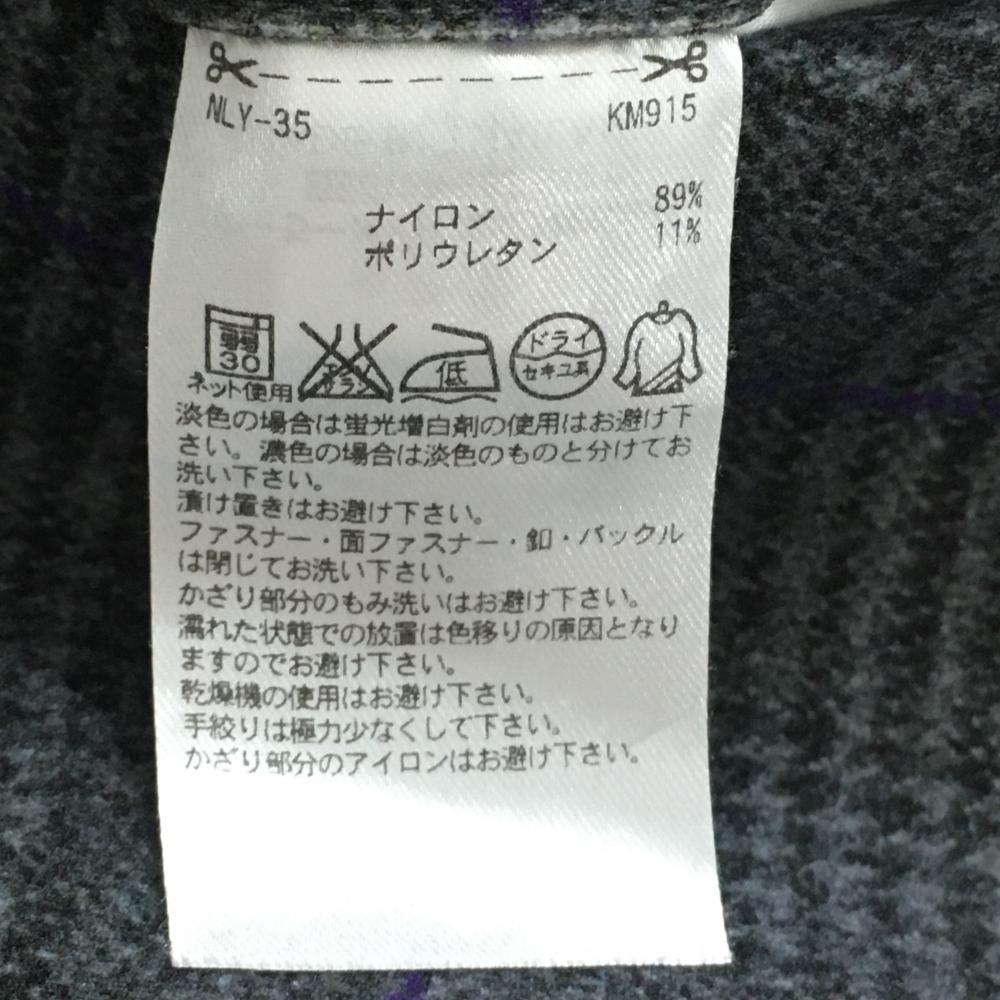 NLY-35 KM915
ナイロン 89%
ポリウレタン 11%
弱 30 エンソ サラシ 低 ドライ セキユ系
ネット使用
淡色の場合は蛍光増白剤の使用はお避け下
さい。濃色の場合は淡色のものと分けてお
洗い下さい。
漬け置きはお避け下さい。
ファスナー・面ファスナー・釦・バックル
は閉じてお洗い下さい。
かざり部分のもみ洗いはお避け下さい。
濡れた状態での放置は色移りの原因となり
ますのでお避け下さい。
乾燥機の使用はお避け下さい。
手絞りは極力少なくして下さい。
かざり部分のアイロンはお避け下さい。